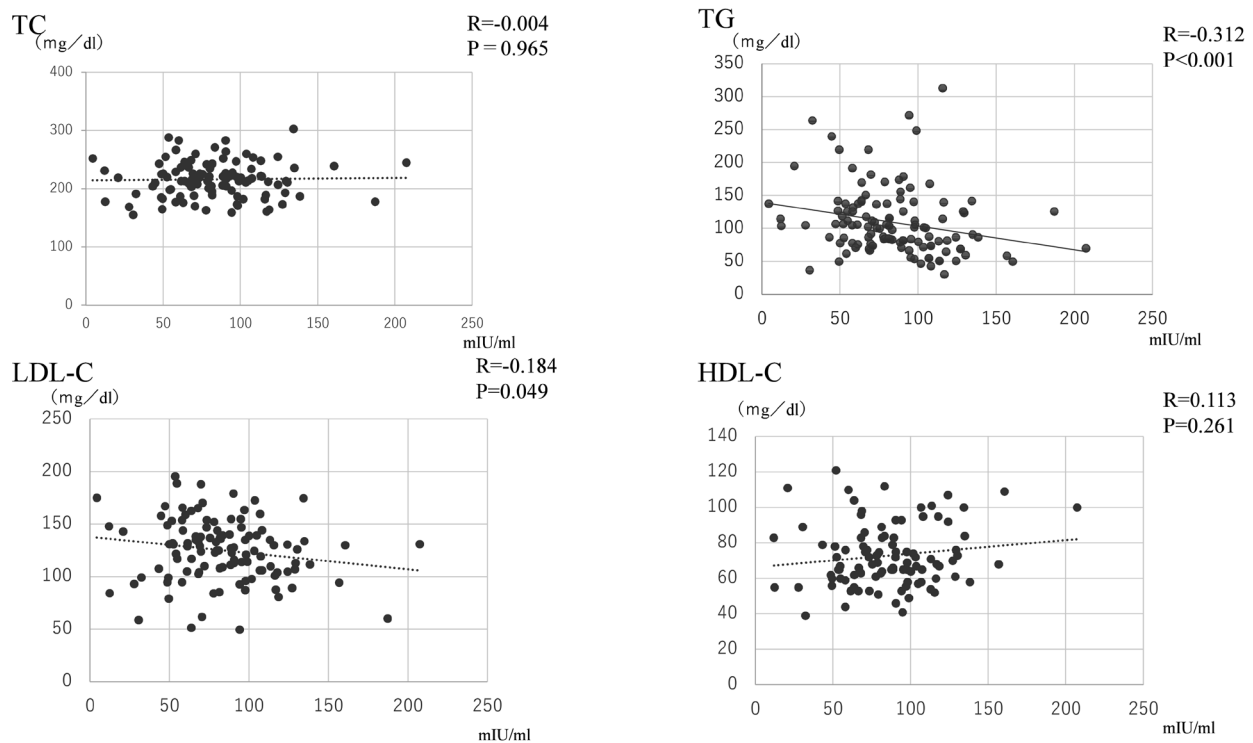 TC
(mg/dl)
R=-0.004
P = 0.965
400
300
200
100
0
0 50 100 150 200 250
mIU/ml
TG
(mg/dl)
R=-0.312
P<0.001
350
300
250
200
150
100
50
0
0 50 100 150 200 250
mIU/ml
LDL-C
(mg/dl)
R=-0.184
P=0.049
250
200
150
100
50
0
0 50 100 150 200 250
mIU/ml
HDL-C
(mg/dl)
R=0.113
P=0.261
140
120
100
80
60
40
20
0
0 50 100 150 200 250
mIU/ml